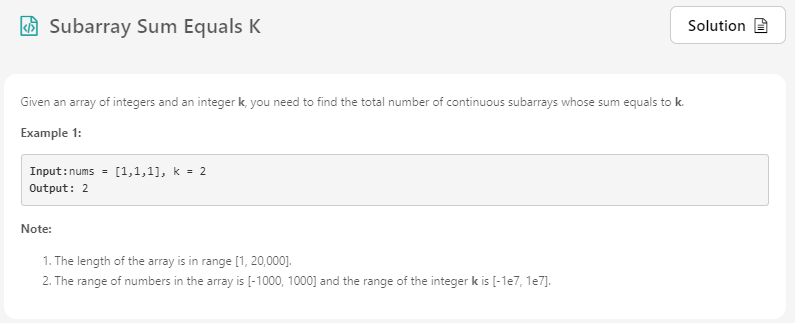 Subarray Sum Equals K
Solution
Given an array of integers and an integer k, you need to find the total number of continuous subarrays whose sum equals to k.
Example 1:
Input:nums = [1,1,1], k = 2
Output: 2
Note:
1. The length of the array is in range [1, 20,000].
2. The range of numbers in the array is [-1000, 1000] and the range of the integer k is [-1e7, 1e7].